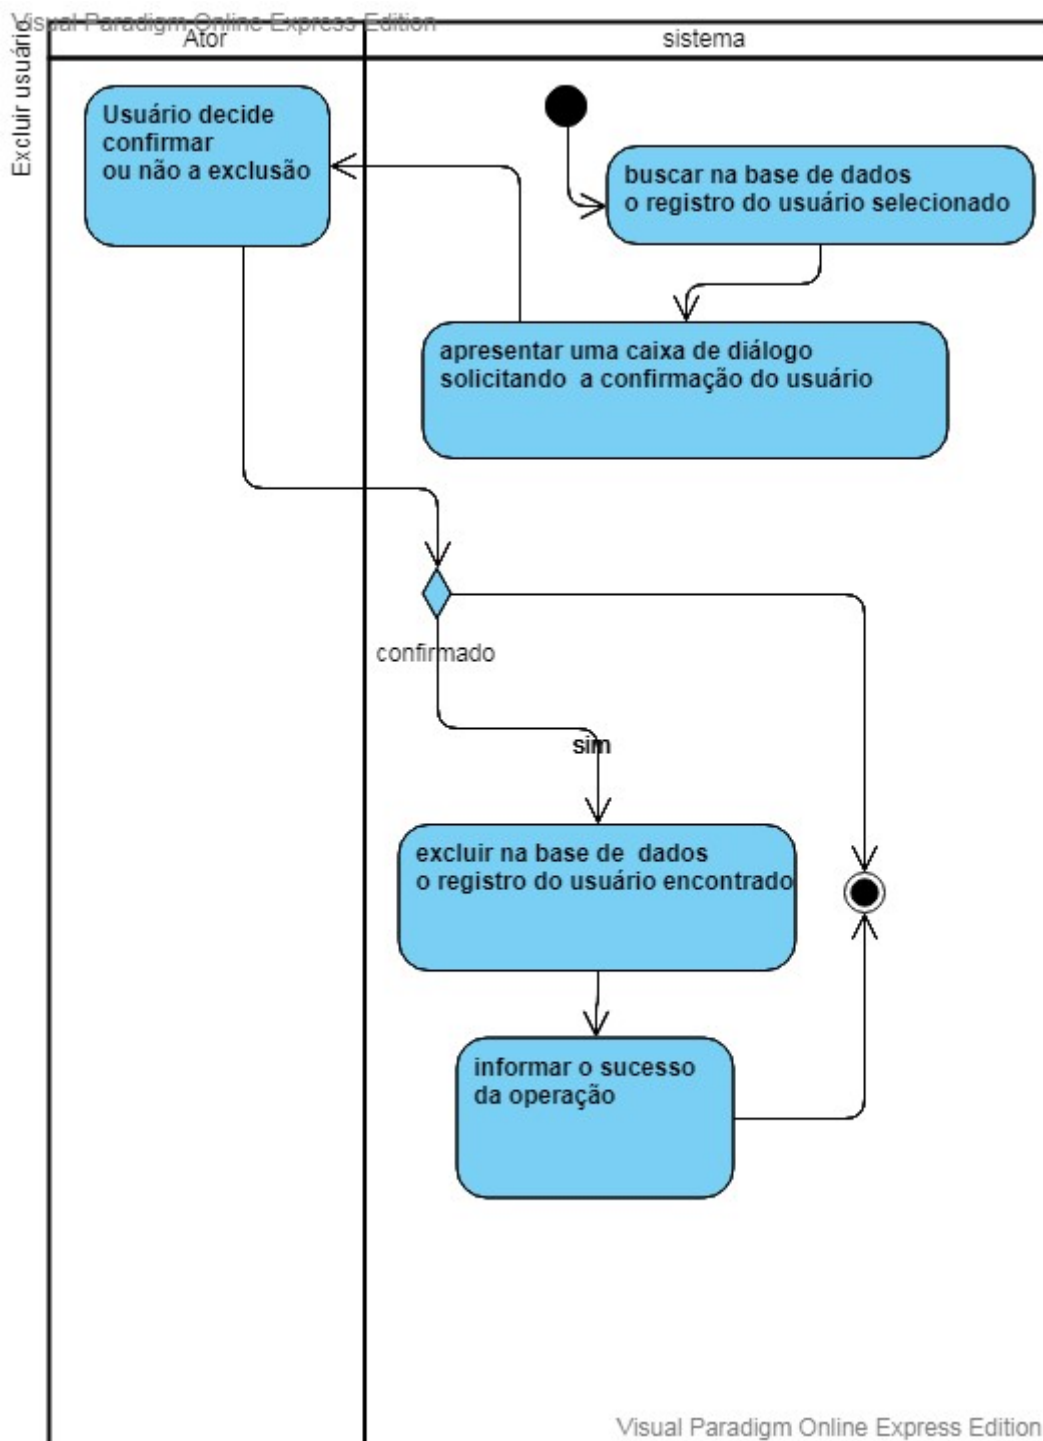 Visual Paradigm Online Express Edition
Excluir usuário
Ator
sistema
Usuário decide
confirmar
ou não a exclusão
buscar na base de dados
o registro do usuário selecionado
apresentar uma caixa de diálogo
solicitando  a confirmação do usuário
confirmado
sim
excluir na base de  dados
o registro do usuário encontrado
informar o sucesso
da operação
Visual Paradigm Online Express Edition